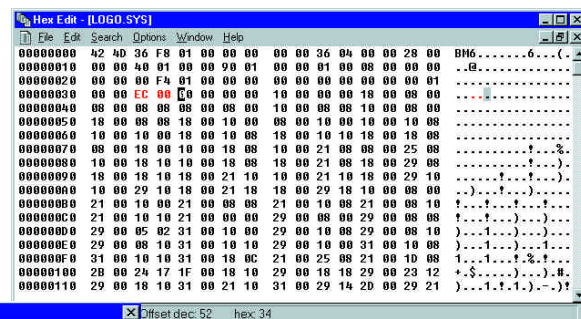 Hex Edit - [LOGO.SYS]
File Edit Search Options Window Help
00000000 42 4D 36 F8 01 00 00 00 00 00 36 04 00 00 28 00 BM6.......6...(.
00000010 00 00 40 01 00 00 90 01 00 00 01 00 08 00 00 00 ..@.............
00000020 00 00 00 F4 01 00 00 00 00 00 00 00 00 00 00 01 ................
00000030 00 00 EC 00 00 00 00 00 10 00 00 00 18 00 08 00
00000040 08 00 08 08 08 00 08 00 10 00 08 08 10 00 08 08 ................
00000050 18 00 08 08 18 00 10 00 08 00 10 00 10 00 10 08 ................
00000060 10 00 10 00 18 00 10 08 18 00 10 10 18 00 18 08 ................
00000070 08 00 18 00 10 00 18 08 10 00 21 08 08 00 25 08 ..........!...%.
00000080 10 00 18 10 10 00 18 08 18 00 21 08 18 00 29 08 ..........!...).
00000090 18 00 18 10 18 00 21 10 10 00 21 10 18 00 29 10 ......!...!...).
000000A0 10 00 29 10 18 00 21 18 18 00 29 18 10 00 08 00 ..)...!...).....
000000B0 21 00 10 00 21 00 08 08 21 00 10 08 21 00 08 10 !...!...!...!...
000000C0 21 00 10 10 21 00 00 00 29 00 08 00 29 00 08 08 !...!...)...)...
000000D0 29 00 05 02 31 00 10 00 29 00 10 08 29 00 08 10 )...1...)...)...
000000E0 29 00 08 10 31 00 10 10 29 00 10 00 31 00 10 08 )...1...)...1...
000000F0 31 00 10 10 31 00 18 0C 21 00 25 08 21 00 1D 08 1...1...!.%.!...
00000100 2B 00 24 17 1F 00 18 10 29 00 18 18 29 00 23 12 +.$.....)...).#.
00000110 29 00 18 10 31 00 21 10 31 00 29 14 2D 00 29 21 )...1.!.1.).-.)!
Offset dec: 52 hex: 34